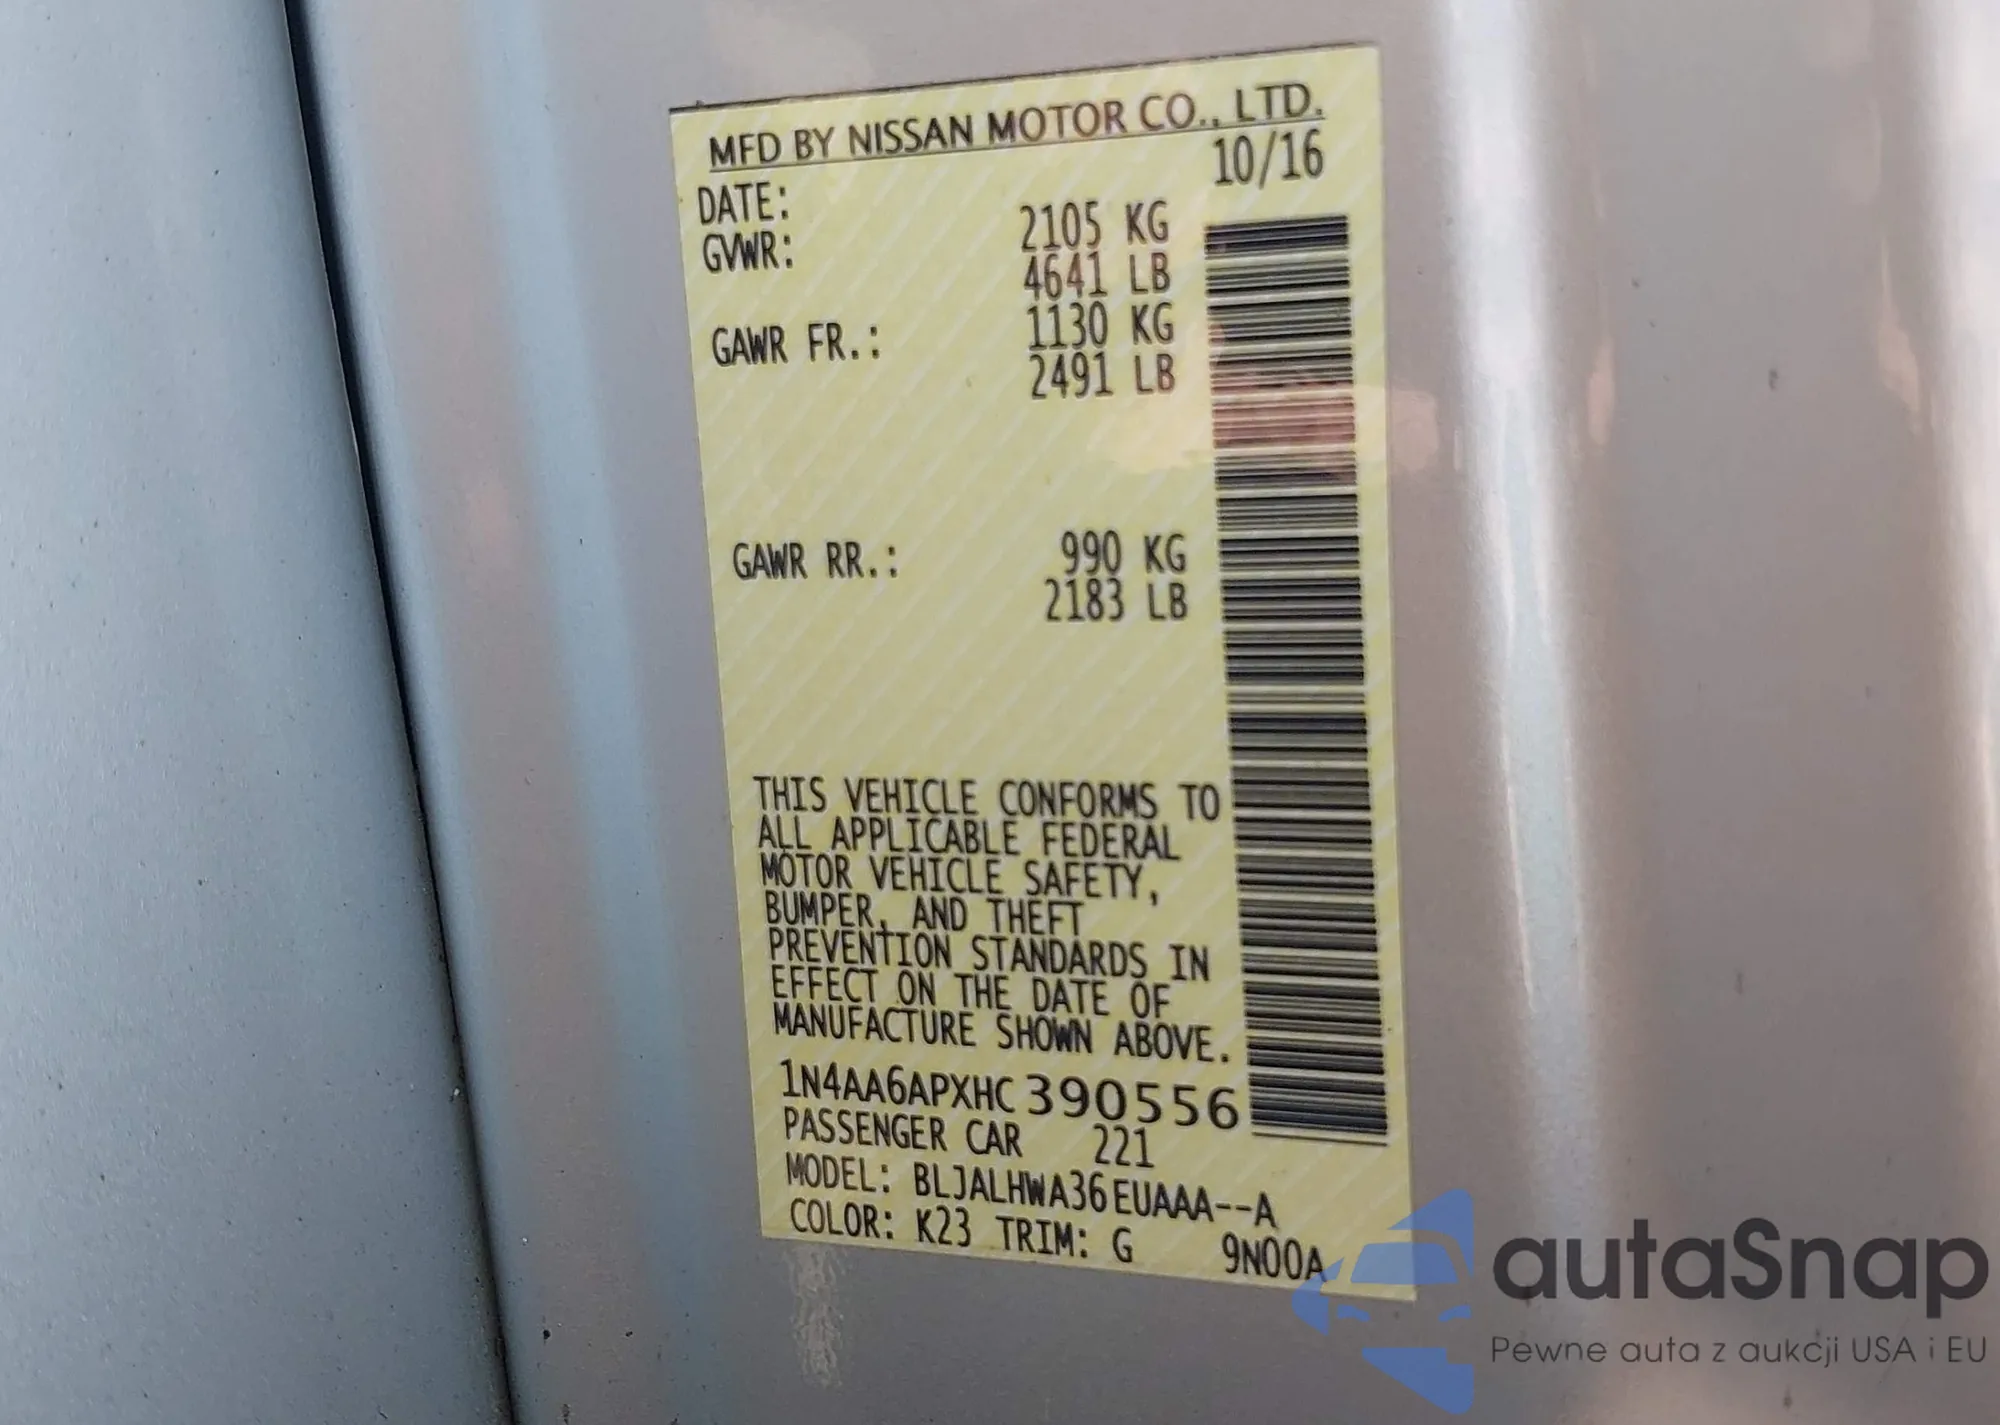 MFD BY NISSAN MOTOR CO., LTD.
DATE: 10/16
GVWR: 2105 KG
4641 LB
GAWR FR.: 1130 KG
2491 LB
GAWR RR.: 990 KG
2183 LB
THIS VEHICLE CONFORMS TO
ALL APPLICABLE FEDERAL
MOTOR VEHICLE SAFETY,
BUMPER, AND THEFT
PREVENTION STANDARDS IN
EFFECT ON THE DATE OF
MANUFACTURE SHOWN ABOVE.
1N4AA6APXHC390556
PASSENGER CAR 221
MODEL: BLJALHWA36EUAAA--A
COLOR: K23 TRIM: G 9N00A
autaSnap
Pewne auta z aukcji USA i EU